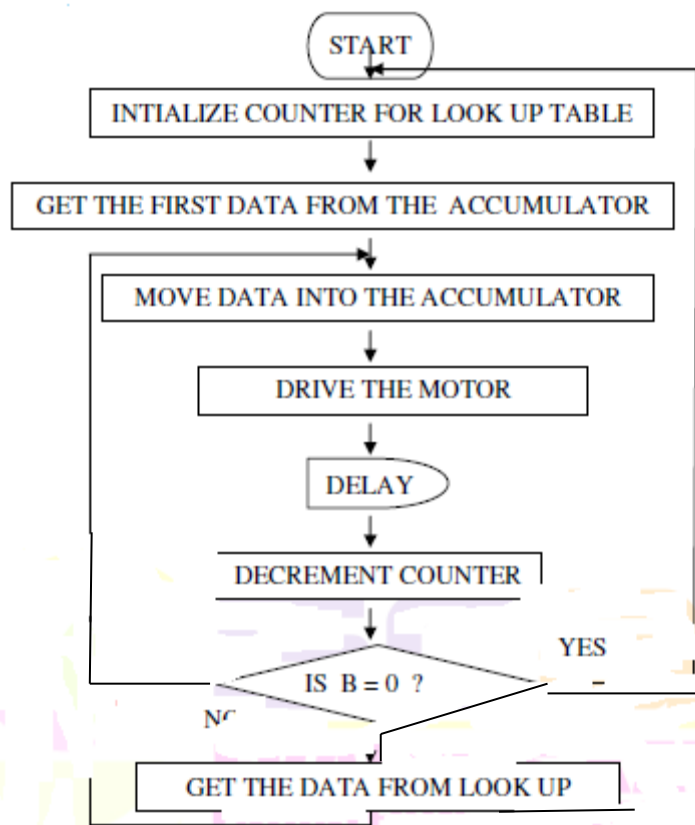 START
INTIALIZE COUNTER FOR LOOK UP TABLE
GET THE FIRST DATA FROM THE ACCUMULATOR
MOVE DATA INTO THE ACCUMULATOR
DRIVE THE MOTOR
DELAY
DECREMENT COUNTER
YES
IS B = 0 ?
GET THE DATA FROM LOOK UP